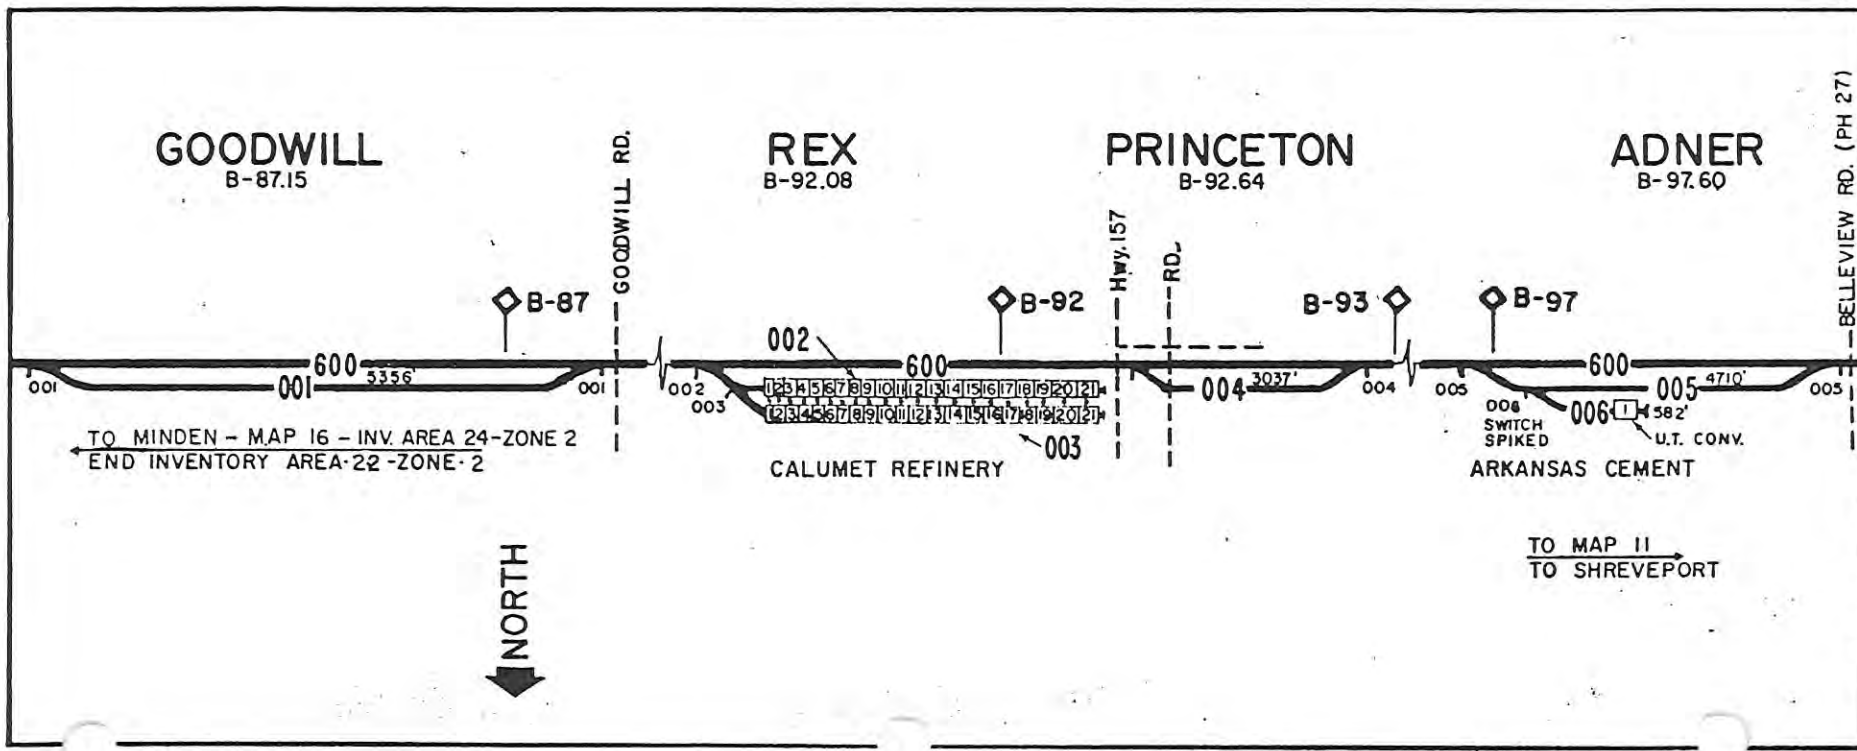 GOODWILL
B-87.15
REX
B-92.08
PRINCETON
B-92.64
ADNER
B-97.60
GOODWILL RD.
Hwy. 157
RD.
BELLEVIEW RD. (PH 27)
B-87
B-92
B-93
B-97
600
001
001
5356'
001
002
600
002
003
1 2 3 4 5 6 7 8 9 10 11 12 13 14 15 16 17 18 19 20 21
1 2 3 4 5 6 7 8 9 10 11 12 13 14 15 16 17 18 19 20 21
003
CALUMET REFINERY
004
3037'
004
600
005
005
4710'
005
006
SWITCH
SPIKED
006
1
582'
U.T. CONV.
ARKANSAS CEMENT
TO MINDEN - MAP 16 - INV. AREA 24-ZONE 2
END INVENTORY AREA-22-ZONE-2
NORTH
TO MAP 11
TO SHREVEPORT